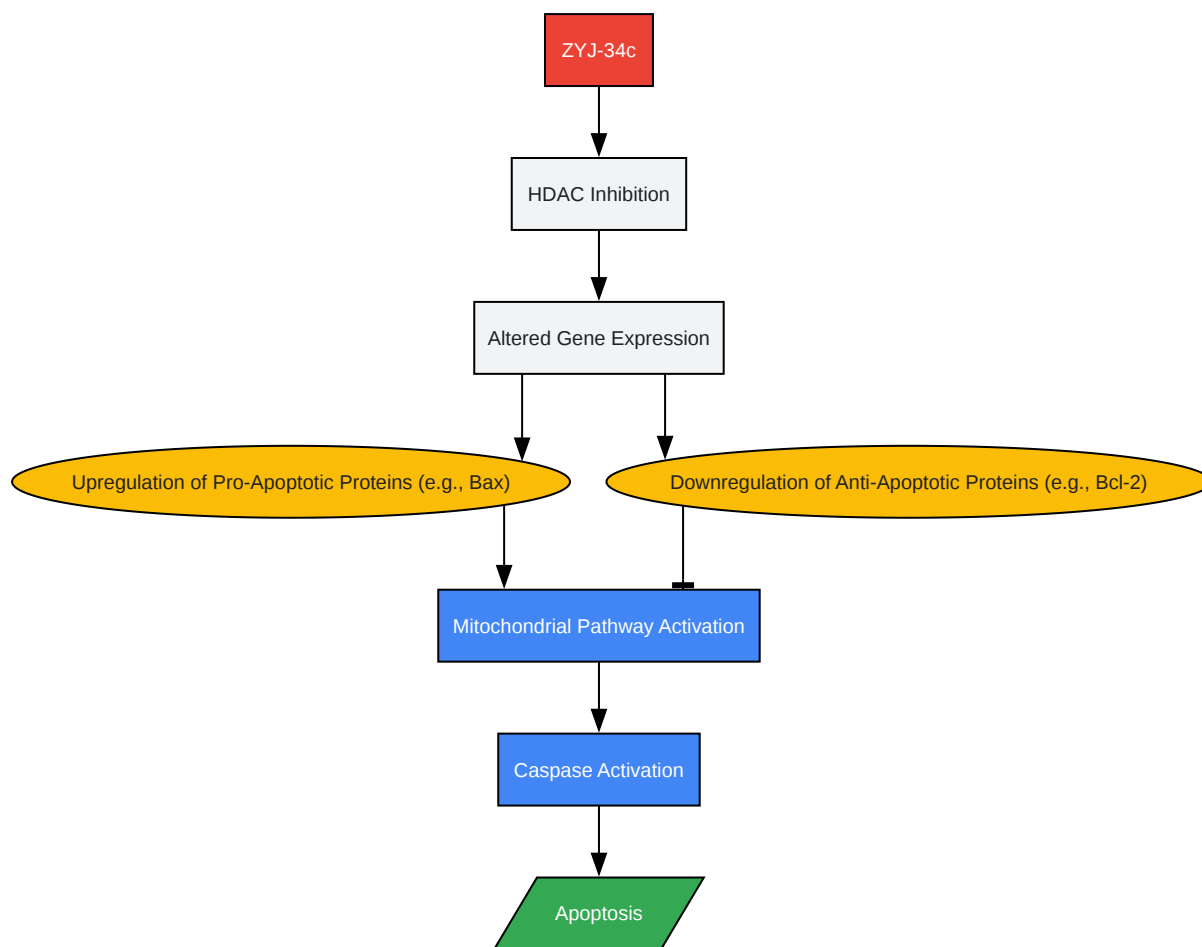 ZYJ-34c
HDAC Inhibition
Altered Gene Expression
Upregulation of Pro-Apoptotic Proteins (e.g., Bax)
Downregulation of Anti-Apoptotic Proteins (e.g., Bcl-2)
Mitochondrial Pathway Activation
Caspase Activation
Apoptosis